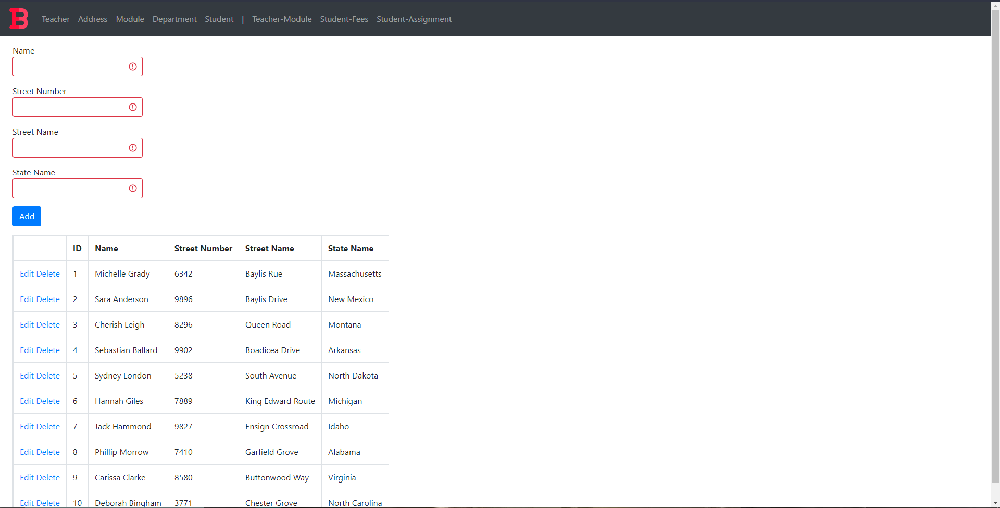 B Teacher Address Module Department Student | Teacher-Module Student-Fees Student-Assignment
Name
Street Number
Street Name
State Name
Add
ID Name Street Number Street Name State Name
Edit Delete 1 Michelle Grady 6342 Baylis Rue Massachusetts
Edit Delete 2 Sara Anderson 9896 Baylis Drive New Mexico
Edit Delete 3 Cherish Leigh 8296 Queen Road Montana
Edit Delete 4 Sebastian Ballard 9902 Boadicea Drive Arkansas
Edit Delete 5 Sydney London 5238 South Avenue North Dakota
Edit Delete 6 Hannah Giles 7889 King Edward Route Michigan
Edit Delete 7 Jack Hammond 9827 Ensign Crossroad Idaho
Edit Delete 8 Phillip Morrow 7410 Garfield Grove Alabama
Edit Delete 9 Carissa Clarke 8580 Buttonwood Way Virginia
Edit Delete 10 Deborah Bingham 3771 Chester Grove North Carolina